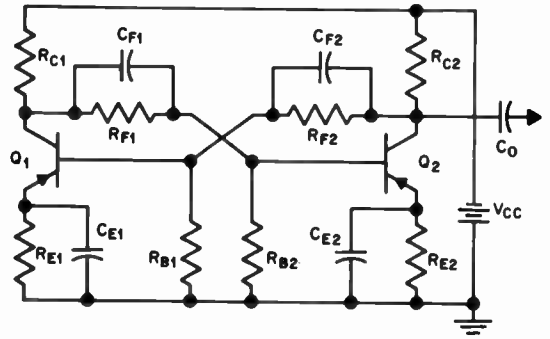 RC1
CF1
CF2
RC2
RF1
RF2
CO
Q1
Q2
CE1
RE1
RB1
RB2
CE2
RE2
VCC